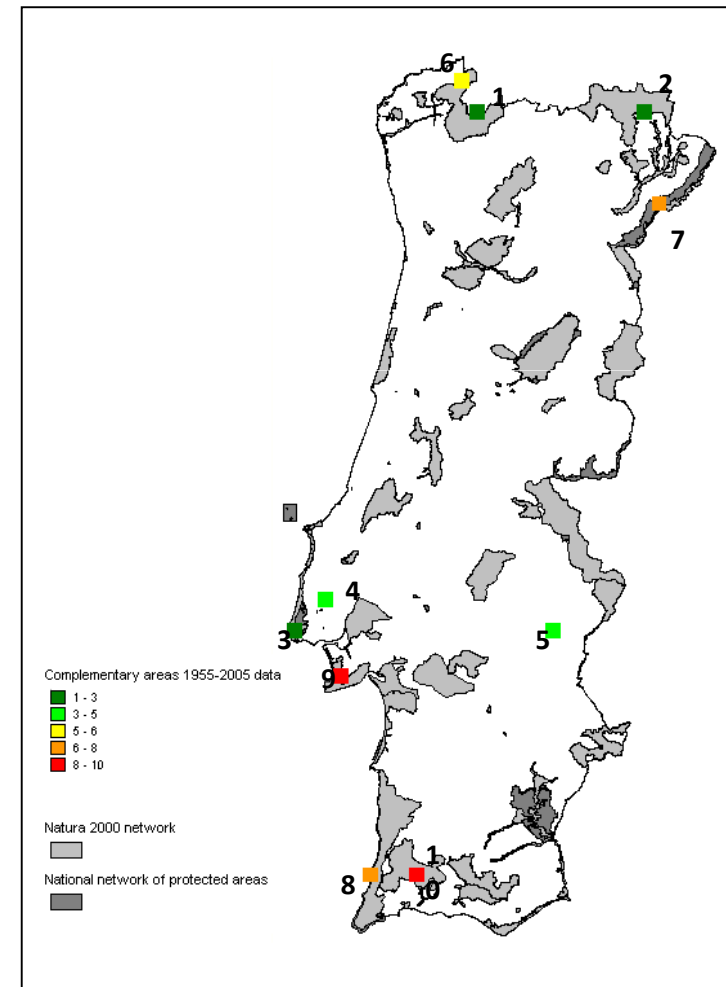 6
1
2
7
4
3
5
9
Complementary areas 1955-2005 data
1 - 3
3 - 5
5 - 6
6 - 8
8 - 10
Natura 2000 network
National network of protected areas
8
1
0